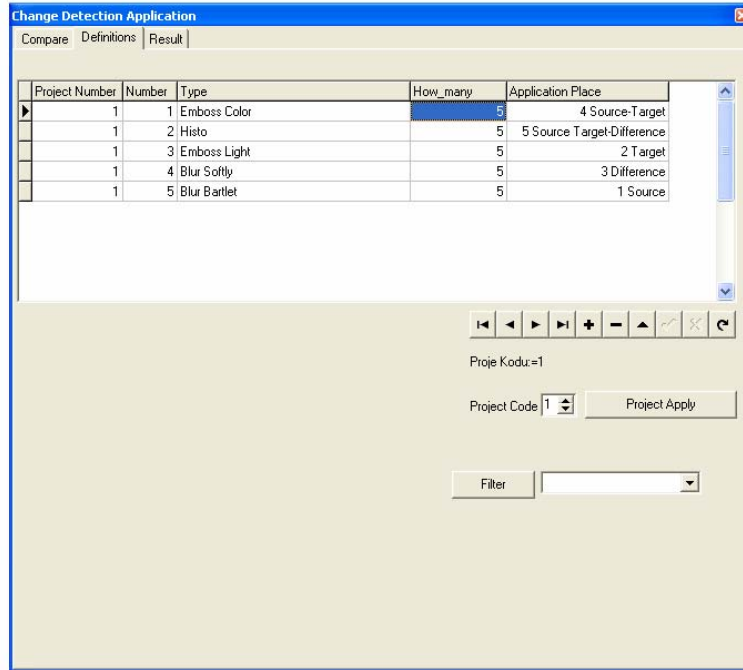 Change Detection Application
Compare Definitions Result
Project Number Number Type How_many Application Place
1 1 Emboss Color 5 4 Source-Target
1 2 Histo 5 5 Source Target-Difference
1 3 Emboss Light 5 2 Target
1 4 Blur Softly 5 3 Difference
1 5 Blur Bartlet 5 1 Source
Proje Kodu:=1
Project Code 1 Project Apply
Filter